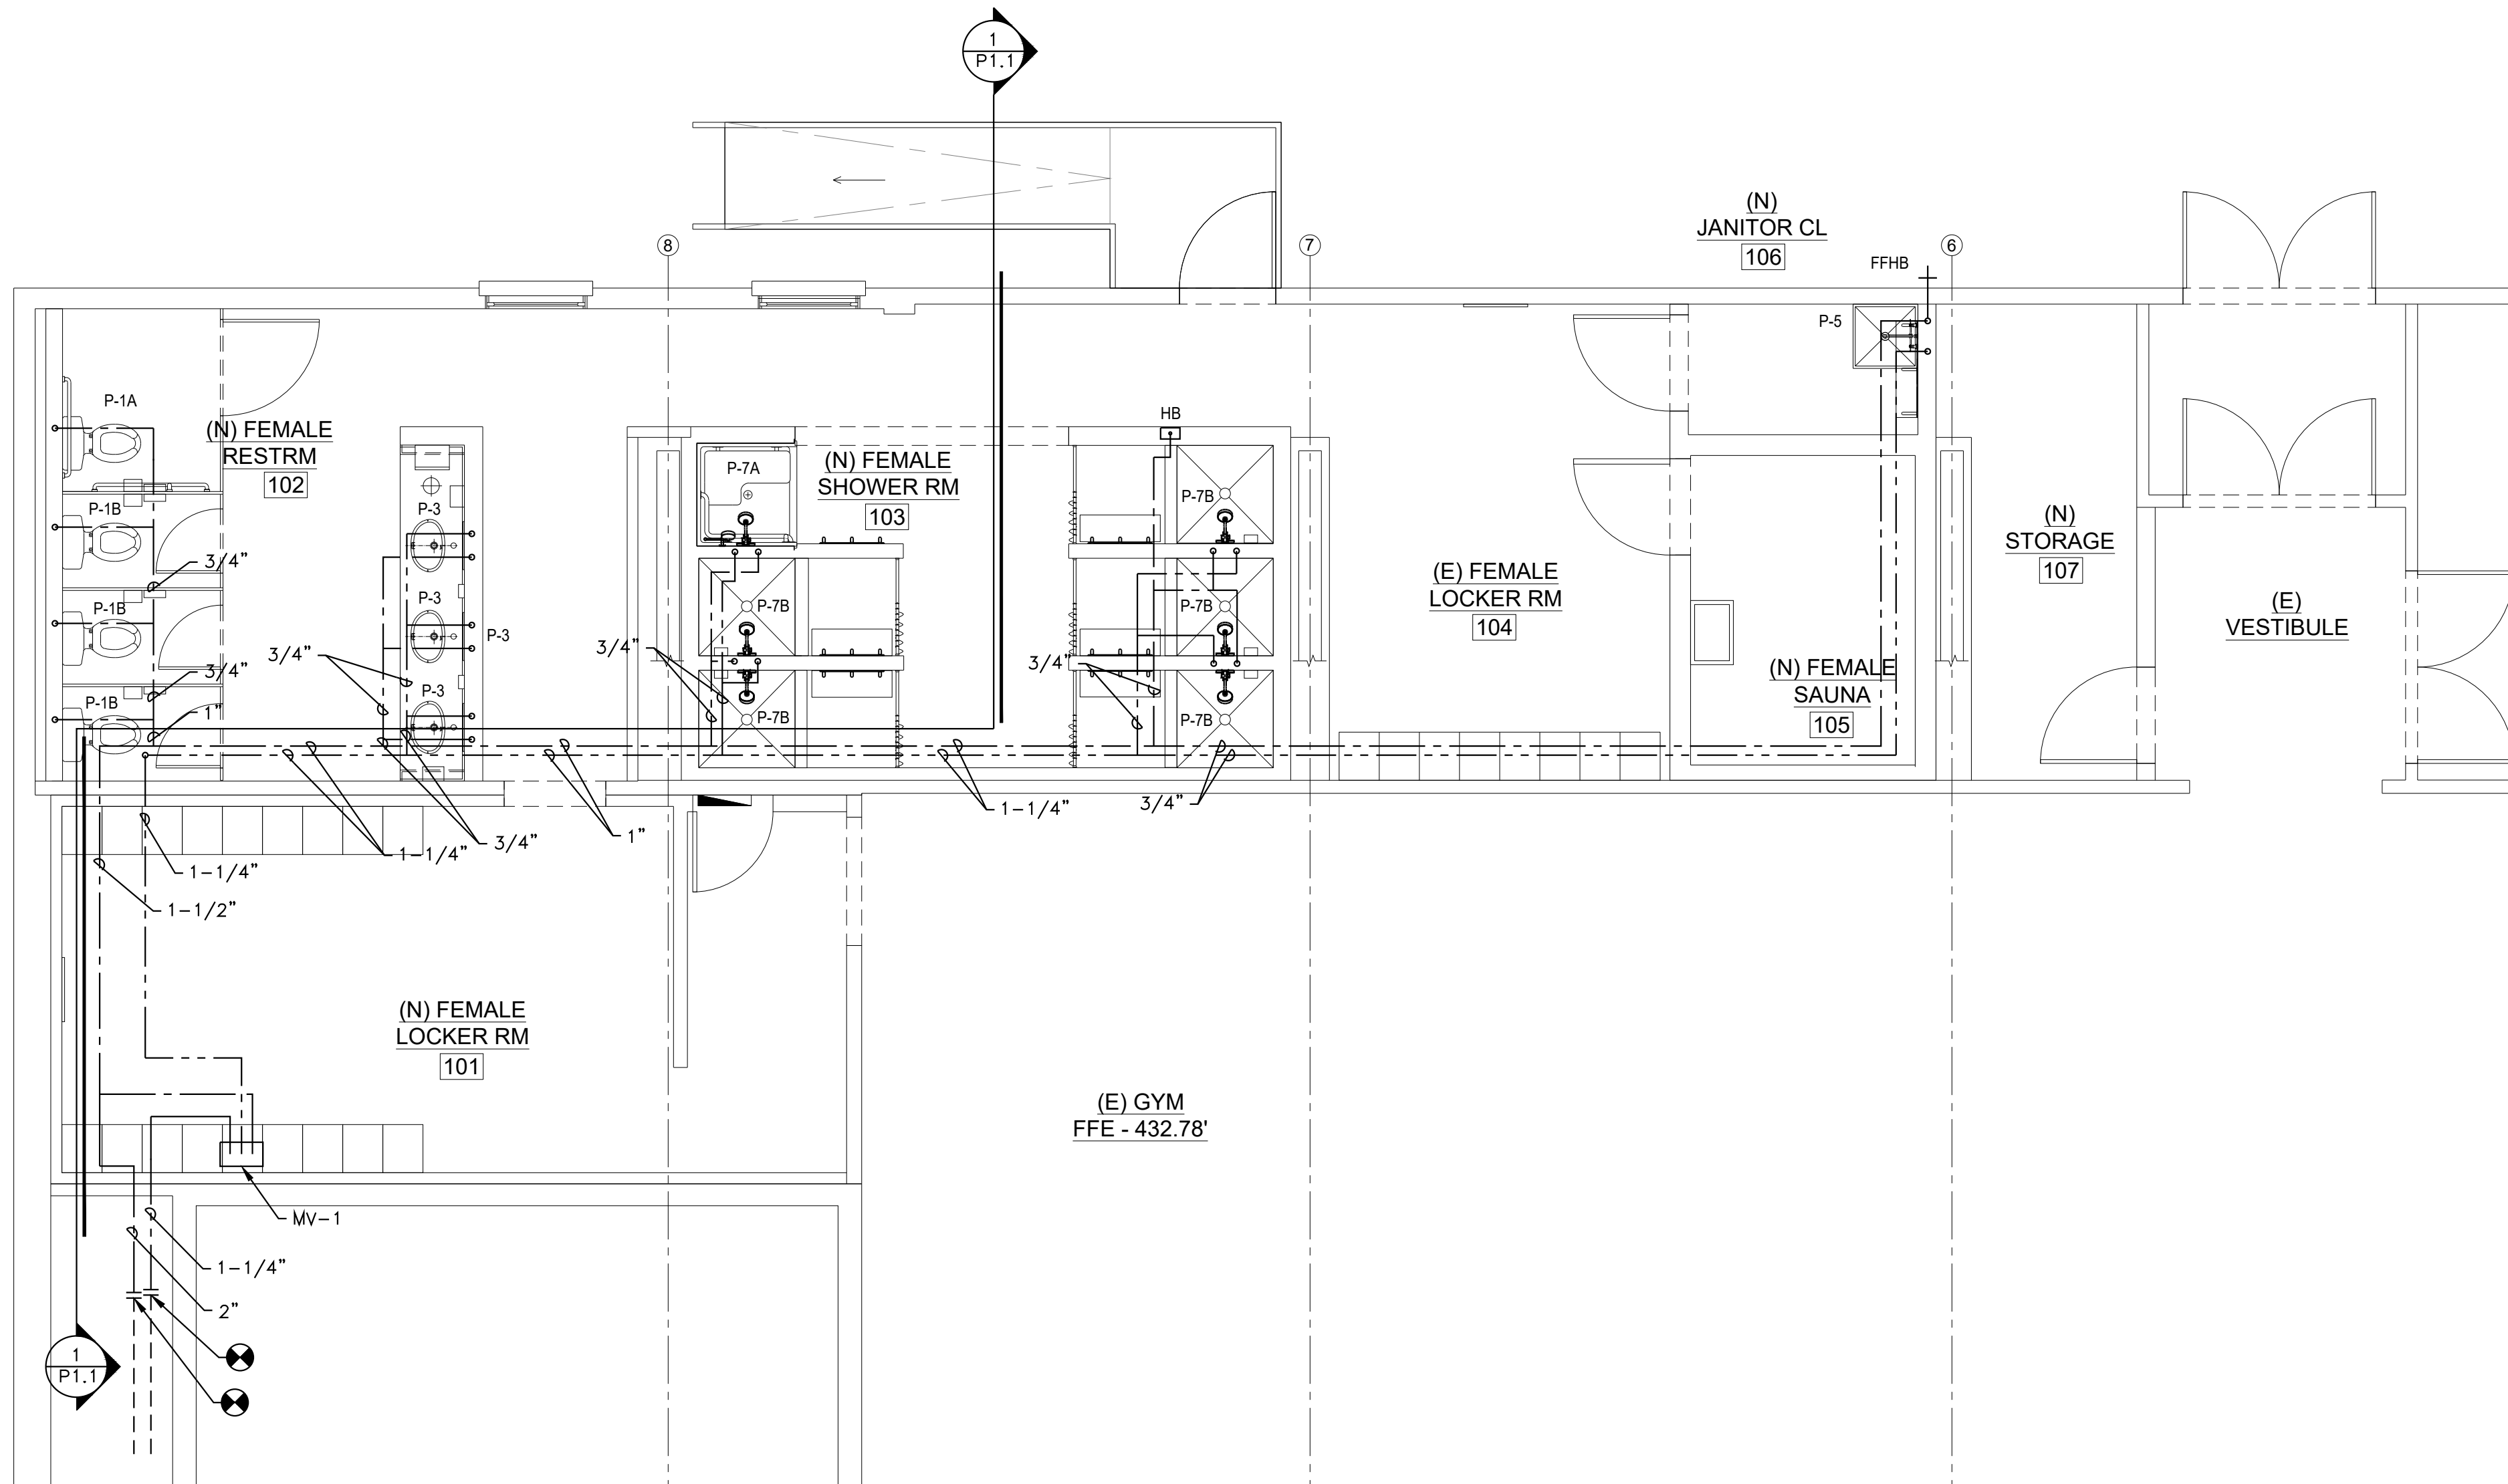 1
P1.1
(N)
JANITOR CL
106
8
7
6
FFHB
P-5
P-1A
(N) FEMALE
RESTRM
102
HB
P-7A
(N) FEMALE
SHOWER RM
103
P-7B
P-1B
P-3
(N)
STORAGE
107
3/4"
(E) FEMALE
LOCKER RM
104
(E)
VESTIBULE
P-1B
P-3
P-3
P-7B
P-7B
3/4"
3/4"
3/4"
3/4"
(N) FEMALE
SAUNA
105
P-1B
P-3
1"
P-7B
P-7B
1-1/4"
3/4"
1"
1-1/4"
3/4"
1-1/4"
1-1/2"
(N) FEMALE
LOCKER RM
101
(E) GYM
FFE - 432.78'
MV-1
1-1/4"
2"
1
P1.1